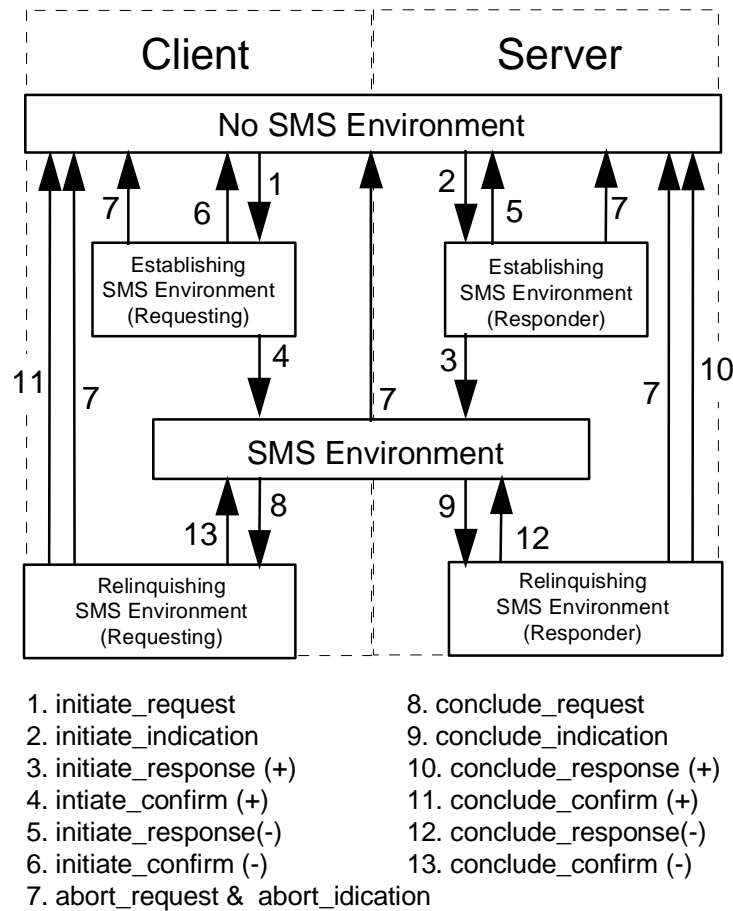 Client
Server
No SMS Environment
1
2
7
6
5
7
Establishing
SMS Environment
(Requesting)
Establishing
SMS Environment
(Responder)
4
3
11
7
7
7
10
SMS Environment
8
9
13
12
Relinquishing
SMS Environment
(Requesting)
Relinquishing
SMS Environment
(Responder)
1. initiate_request
2. initiate_indication
3. initiate_response (+)
4. intiate_confirm (+)
5. initiate_response(-)
6. initiate_confirm (-)
7. abort_request & abort_idication
8. conclude_request
9. conclude_indication
10. conclude_response (+)
11. conclude_confirm (+)
12. conclude_response(-)
13. conclude_confirm (-)